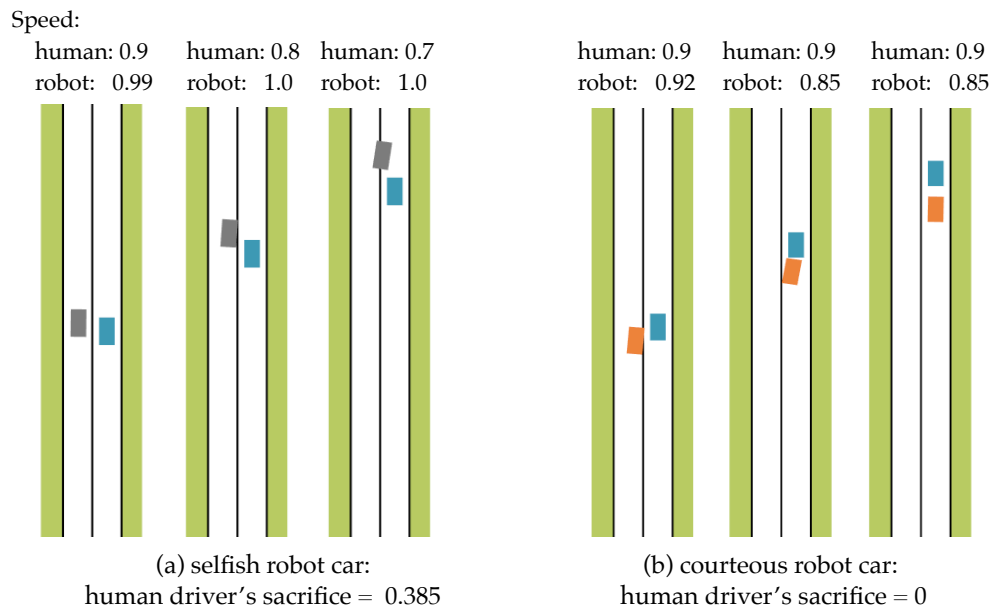 Speed:
human: 0.9 human: 0.8 human: 0.7 human: 0.9 human: 0.9 human: 0.9
robot: 0.99 robot: 1.0 robot: 1.0 robot: 0.92 robot: 0.85 robot: 0.85
(a) selfish robot car:
human driver's sacrifice = 0.385
(b) courteous robot car:
human driver's sacrifice = 0